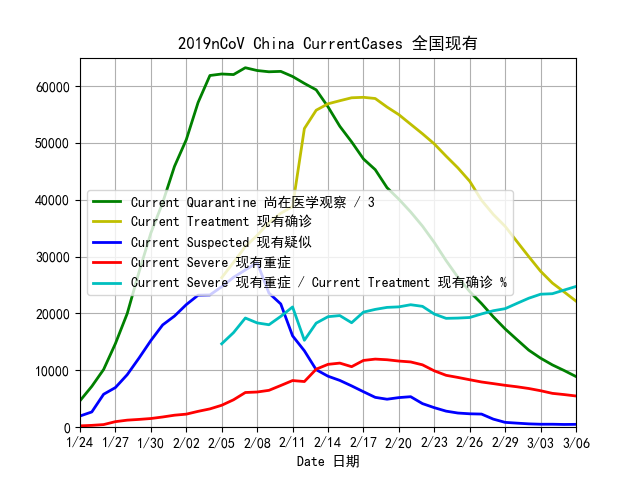 2019nCoV China CurrentCases 全国现有
60000
50000
40000
30000
20000
10000
0
Current Quarantine 尚在医学观察 / 3
Current Treatment 现有确诊
Current Suspected 现有疑似
Current Severe 现有重症
Current Severe 现有重症 / Current Treatment 现有确诊 %
1/24 1/27 1/30 2/02 2/05 2/08 2/11 2/14 2/17 2/20 2/23 2/26 2/29 3/03 3/06
Date 日期